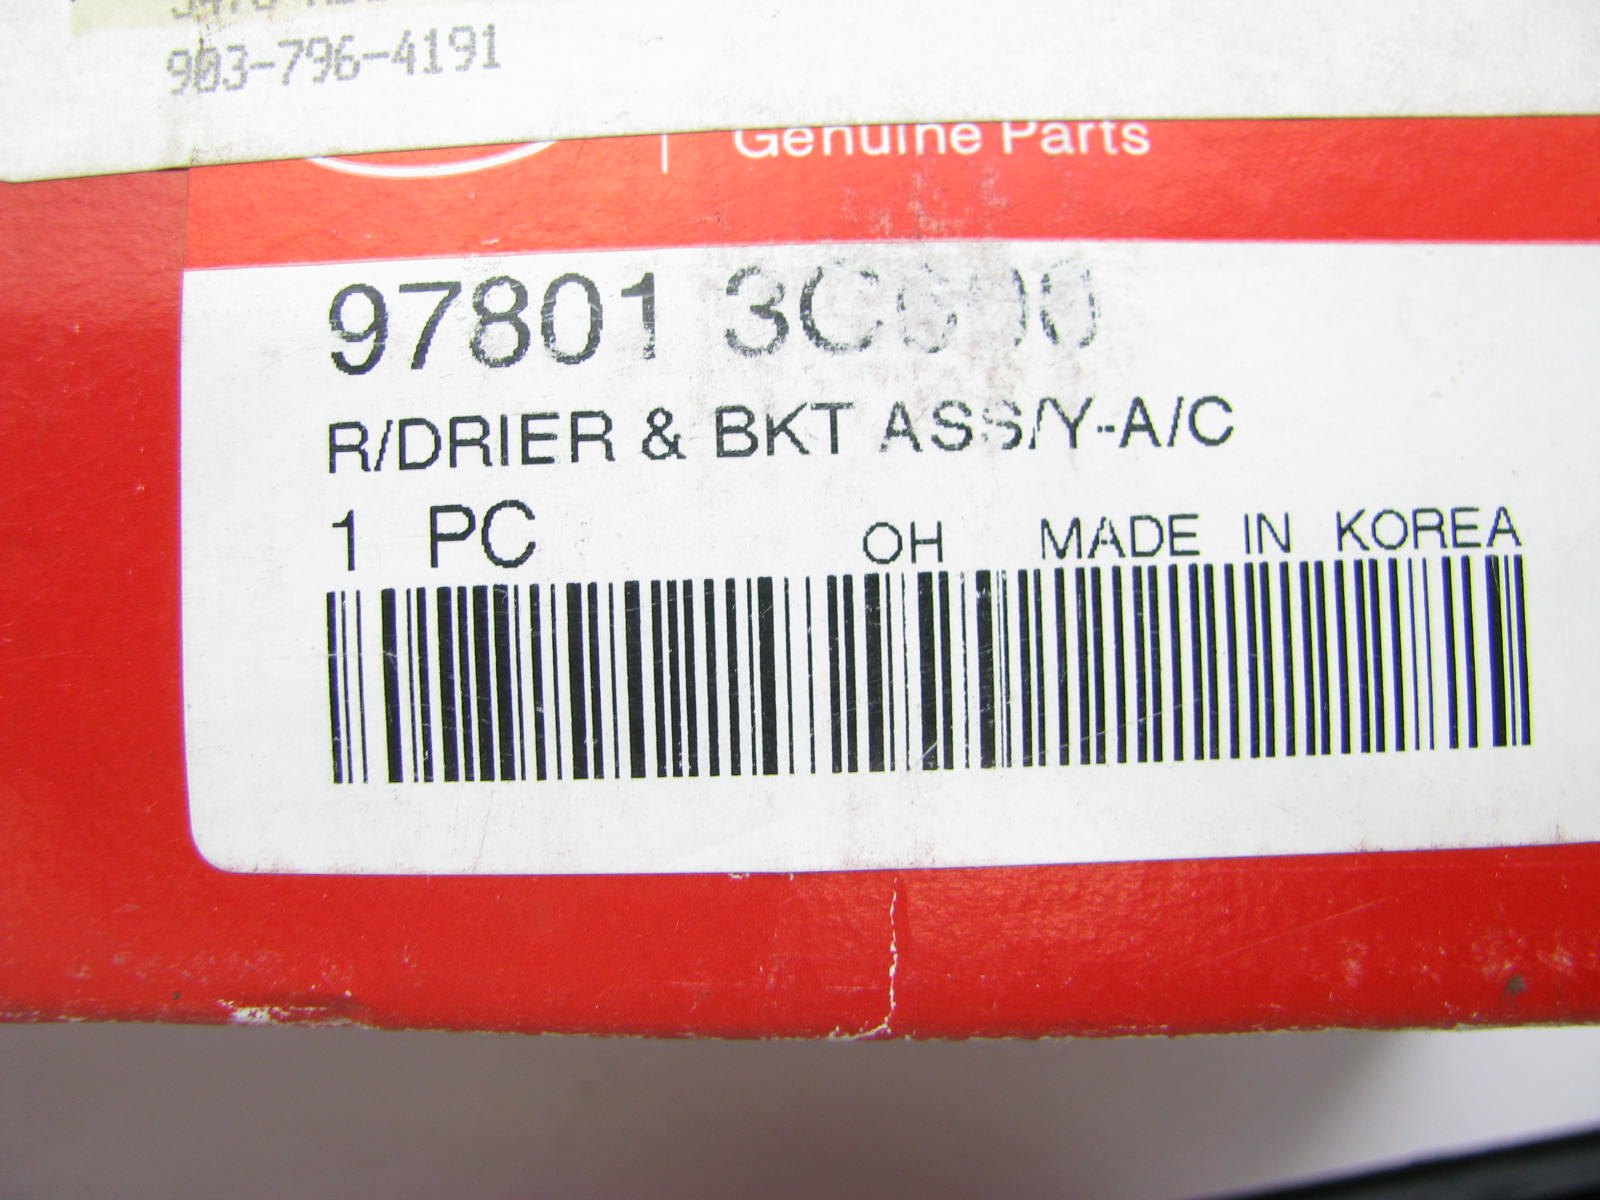 903-796-4191
Genuine Parts
97801
R/DRIER & BKT ASS/Y-A/C
1 PC OH MADE IN KOREA